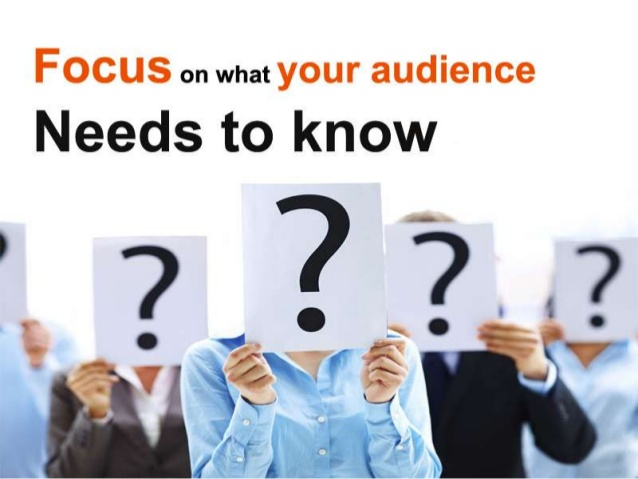 Focus on what your audience
Needs to know
? ? ? ? ?